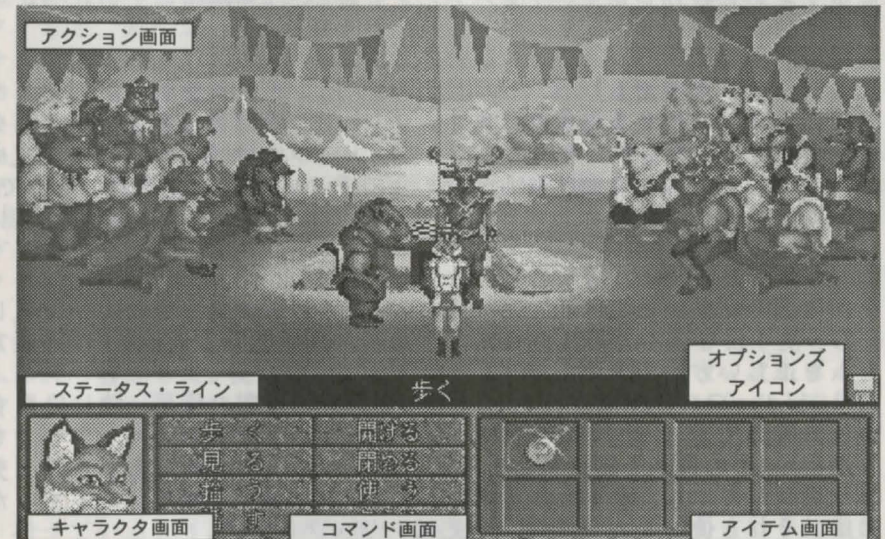 アクション画面
オプションズ
アイコン
ステータス・ライン
歩く
歩く
開ける
見る
閉める
拾う
使う
キャラクタ画面
コマンド画面
アイテム画面